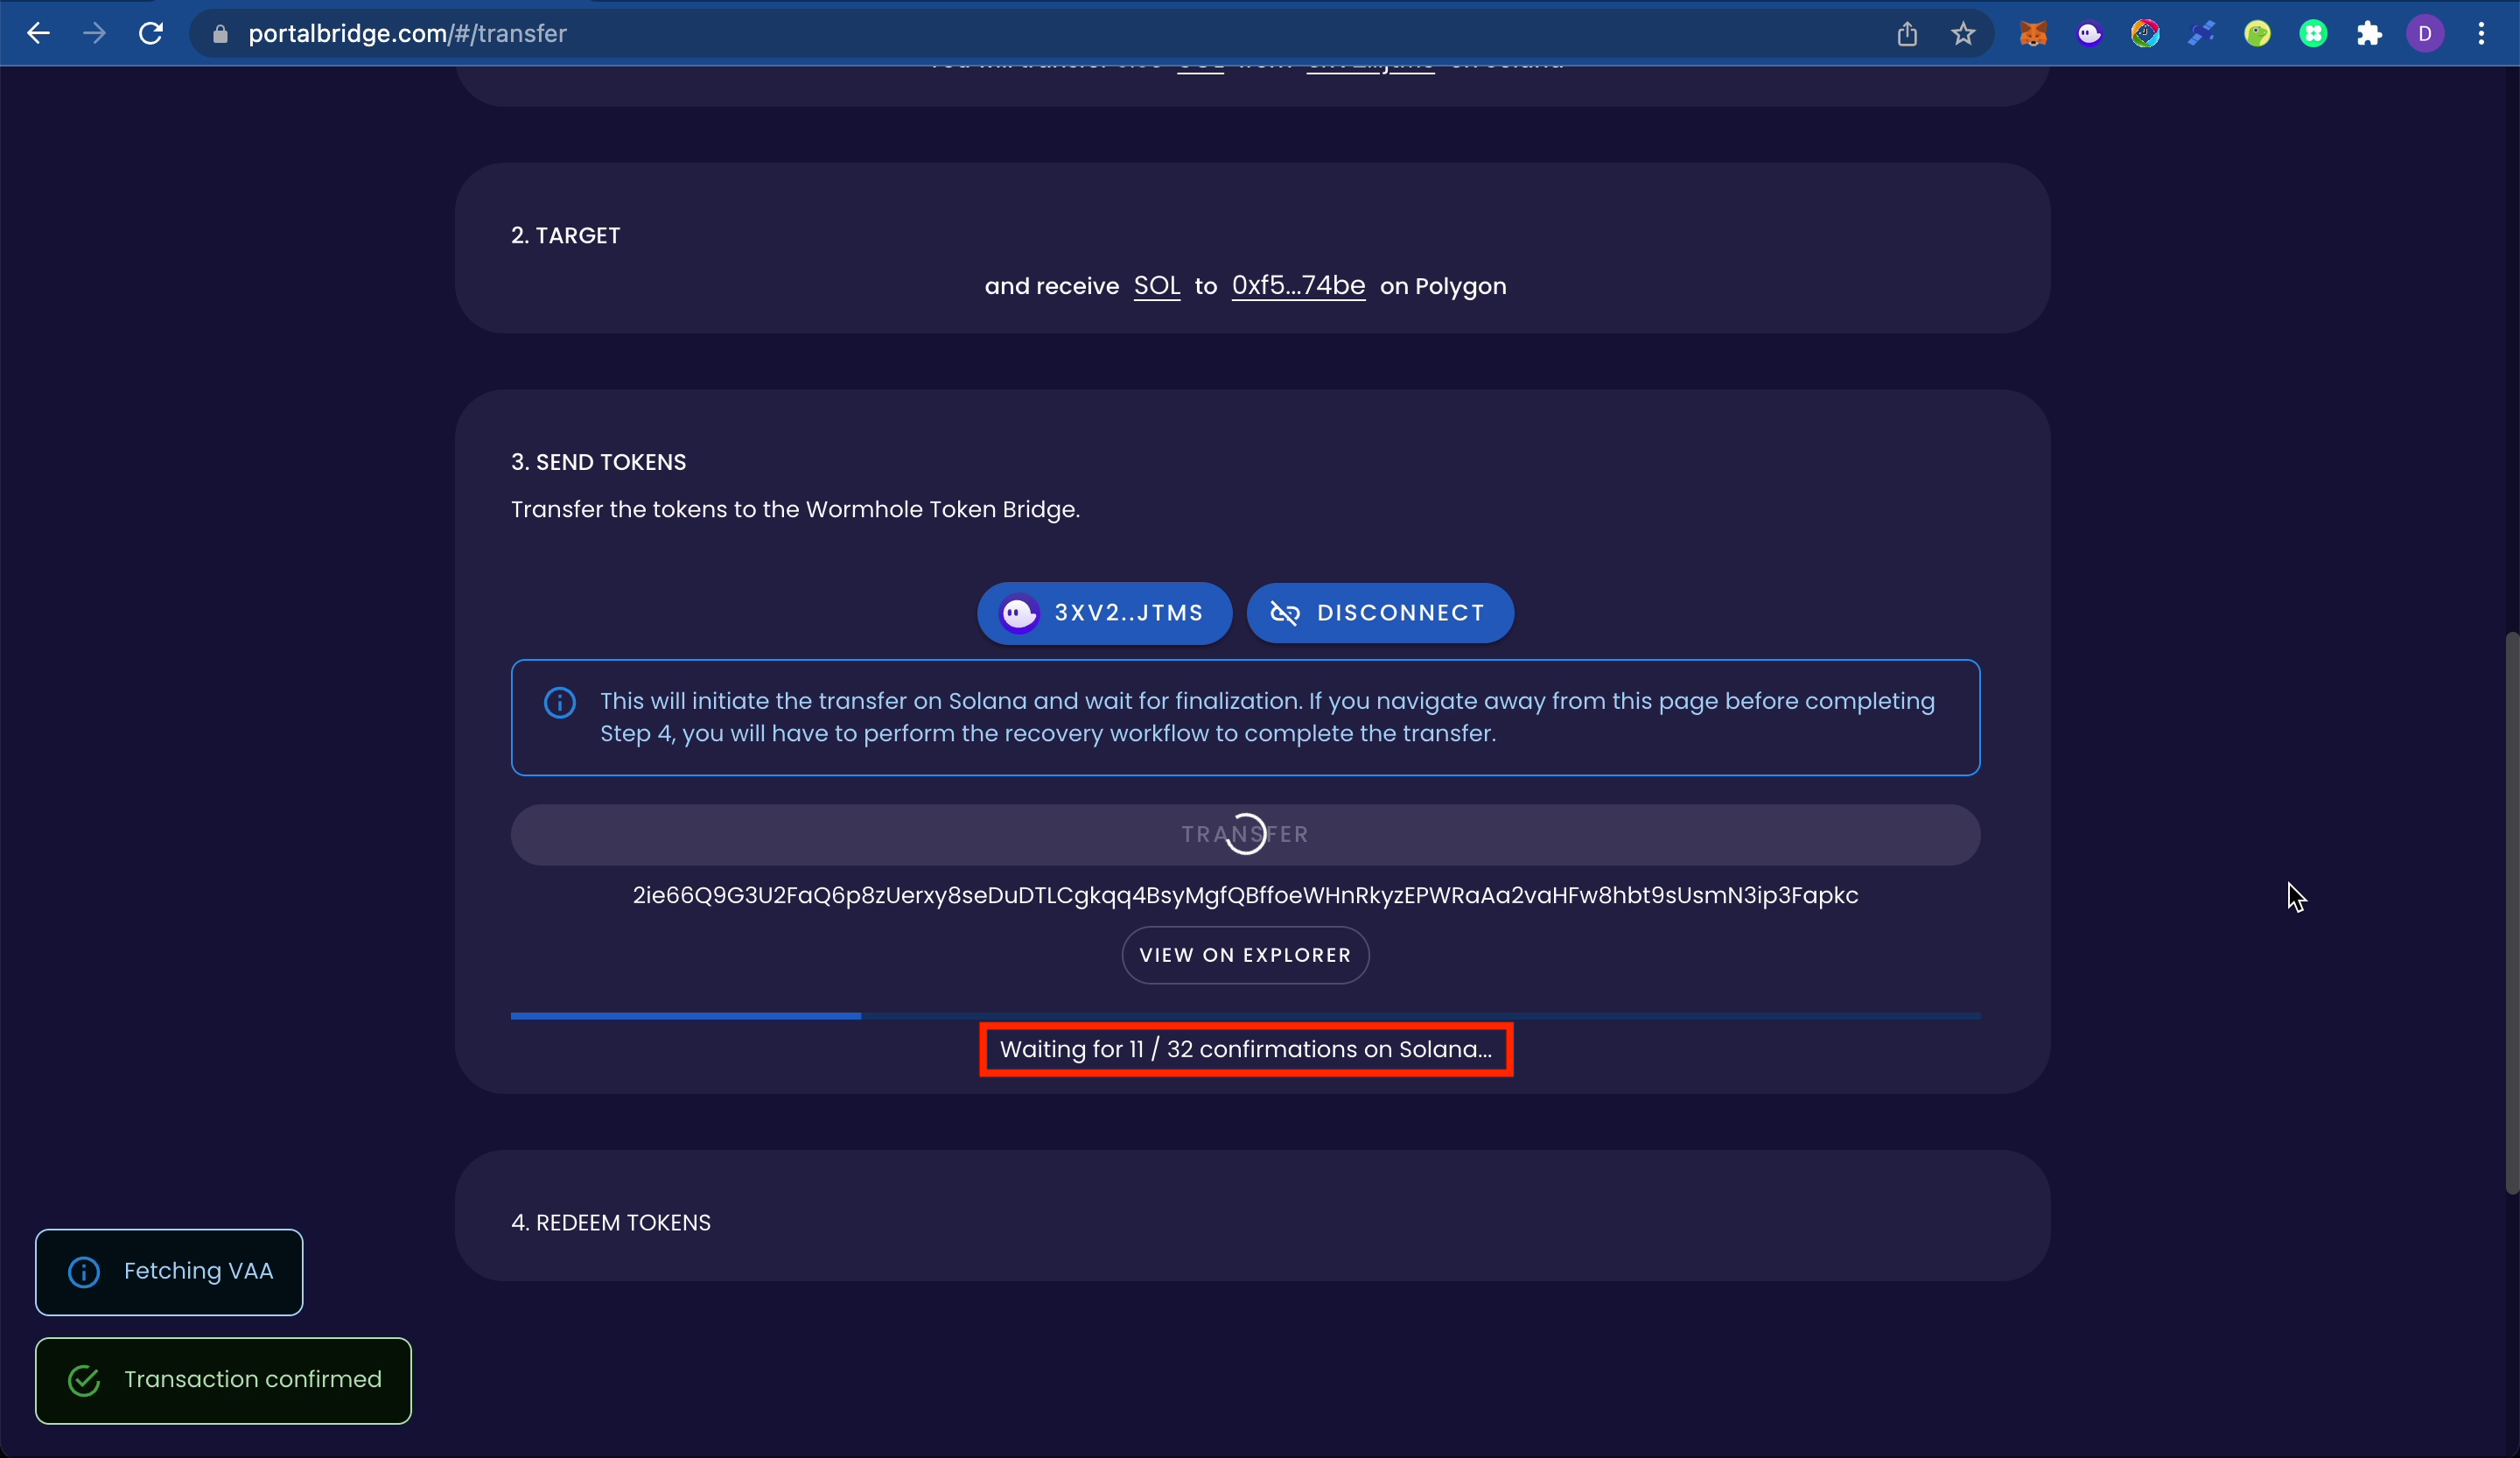 portalbridge.com/#/transfer
D
2. TARGET
and receive SOL to 0xf5...74be on Polygon
3. SEND TOKENS
Transfer the tokens to the Wormhole Token Bridge.
3XV2..JTMS
DISCONNECT
This will initiate the transfer on Solana and wait for finalization. If you navigate away from this page before completing
Step 4, you will have to perform the recovery workflow to complete the transfer.
TRANSFER
2ie66Q9G3U2FaQ6p8zUerxy8seDuDTLCgkqq4BsyMgfQBffoeWHnRkyzEPWRaAa2vaHFw8hbt9sUsmN3ip3Fapkc
VIEW ON EXPLORER
Waiting for 11 / 32 confirmations on Solana...
4. REDEEM TOKENS
Fetching VAA
Transaction confirmed